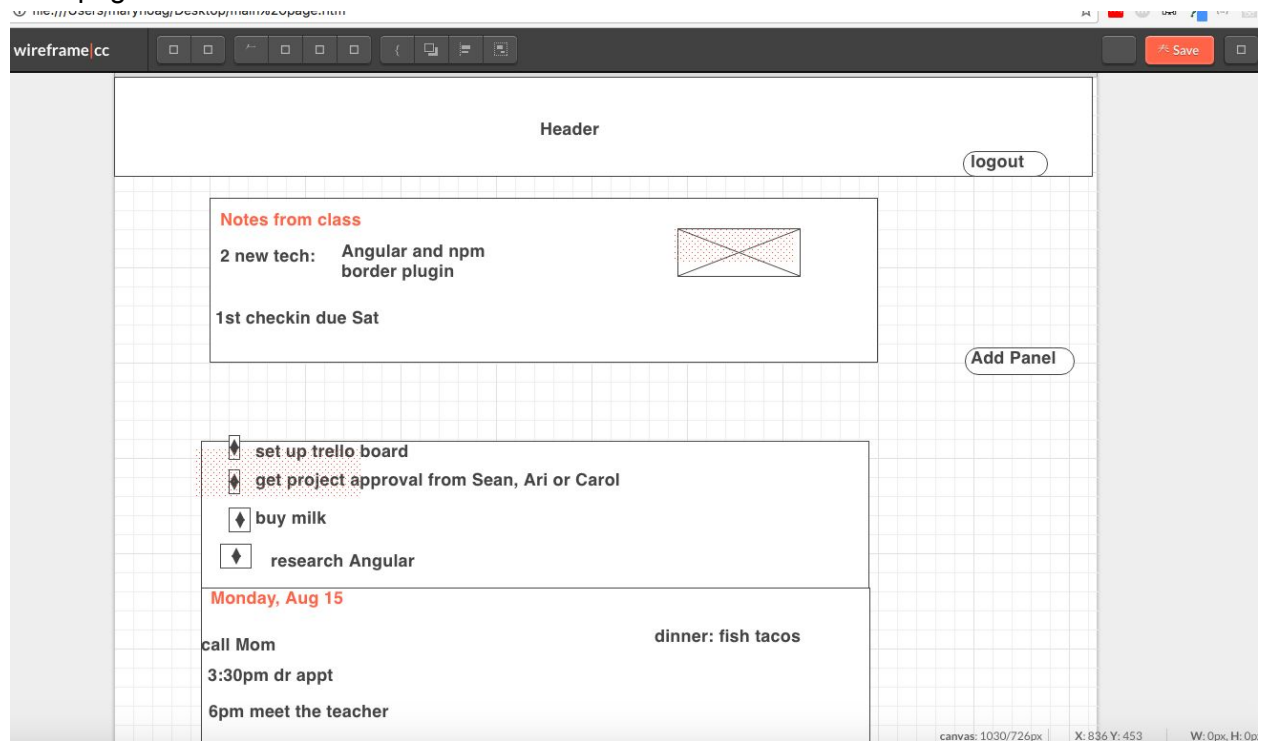 wireframe|cc
Save
Header
logout
Notes from class
2 new tech: Angular and npm
border plugin
1st checkin due Sat
Add Panel
set up trello board
get project approval from Sean, Ari or Carol
buy milk
research Angular
Monday, Aug 15
call Mom
dinner: fish tacos
3:30pm dr appt
6pm meet the teacher
canvas: 1030/726px X: 836 Y: 453 W: 0px, H: 0p